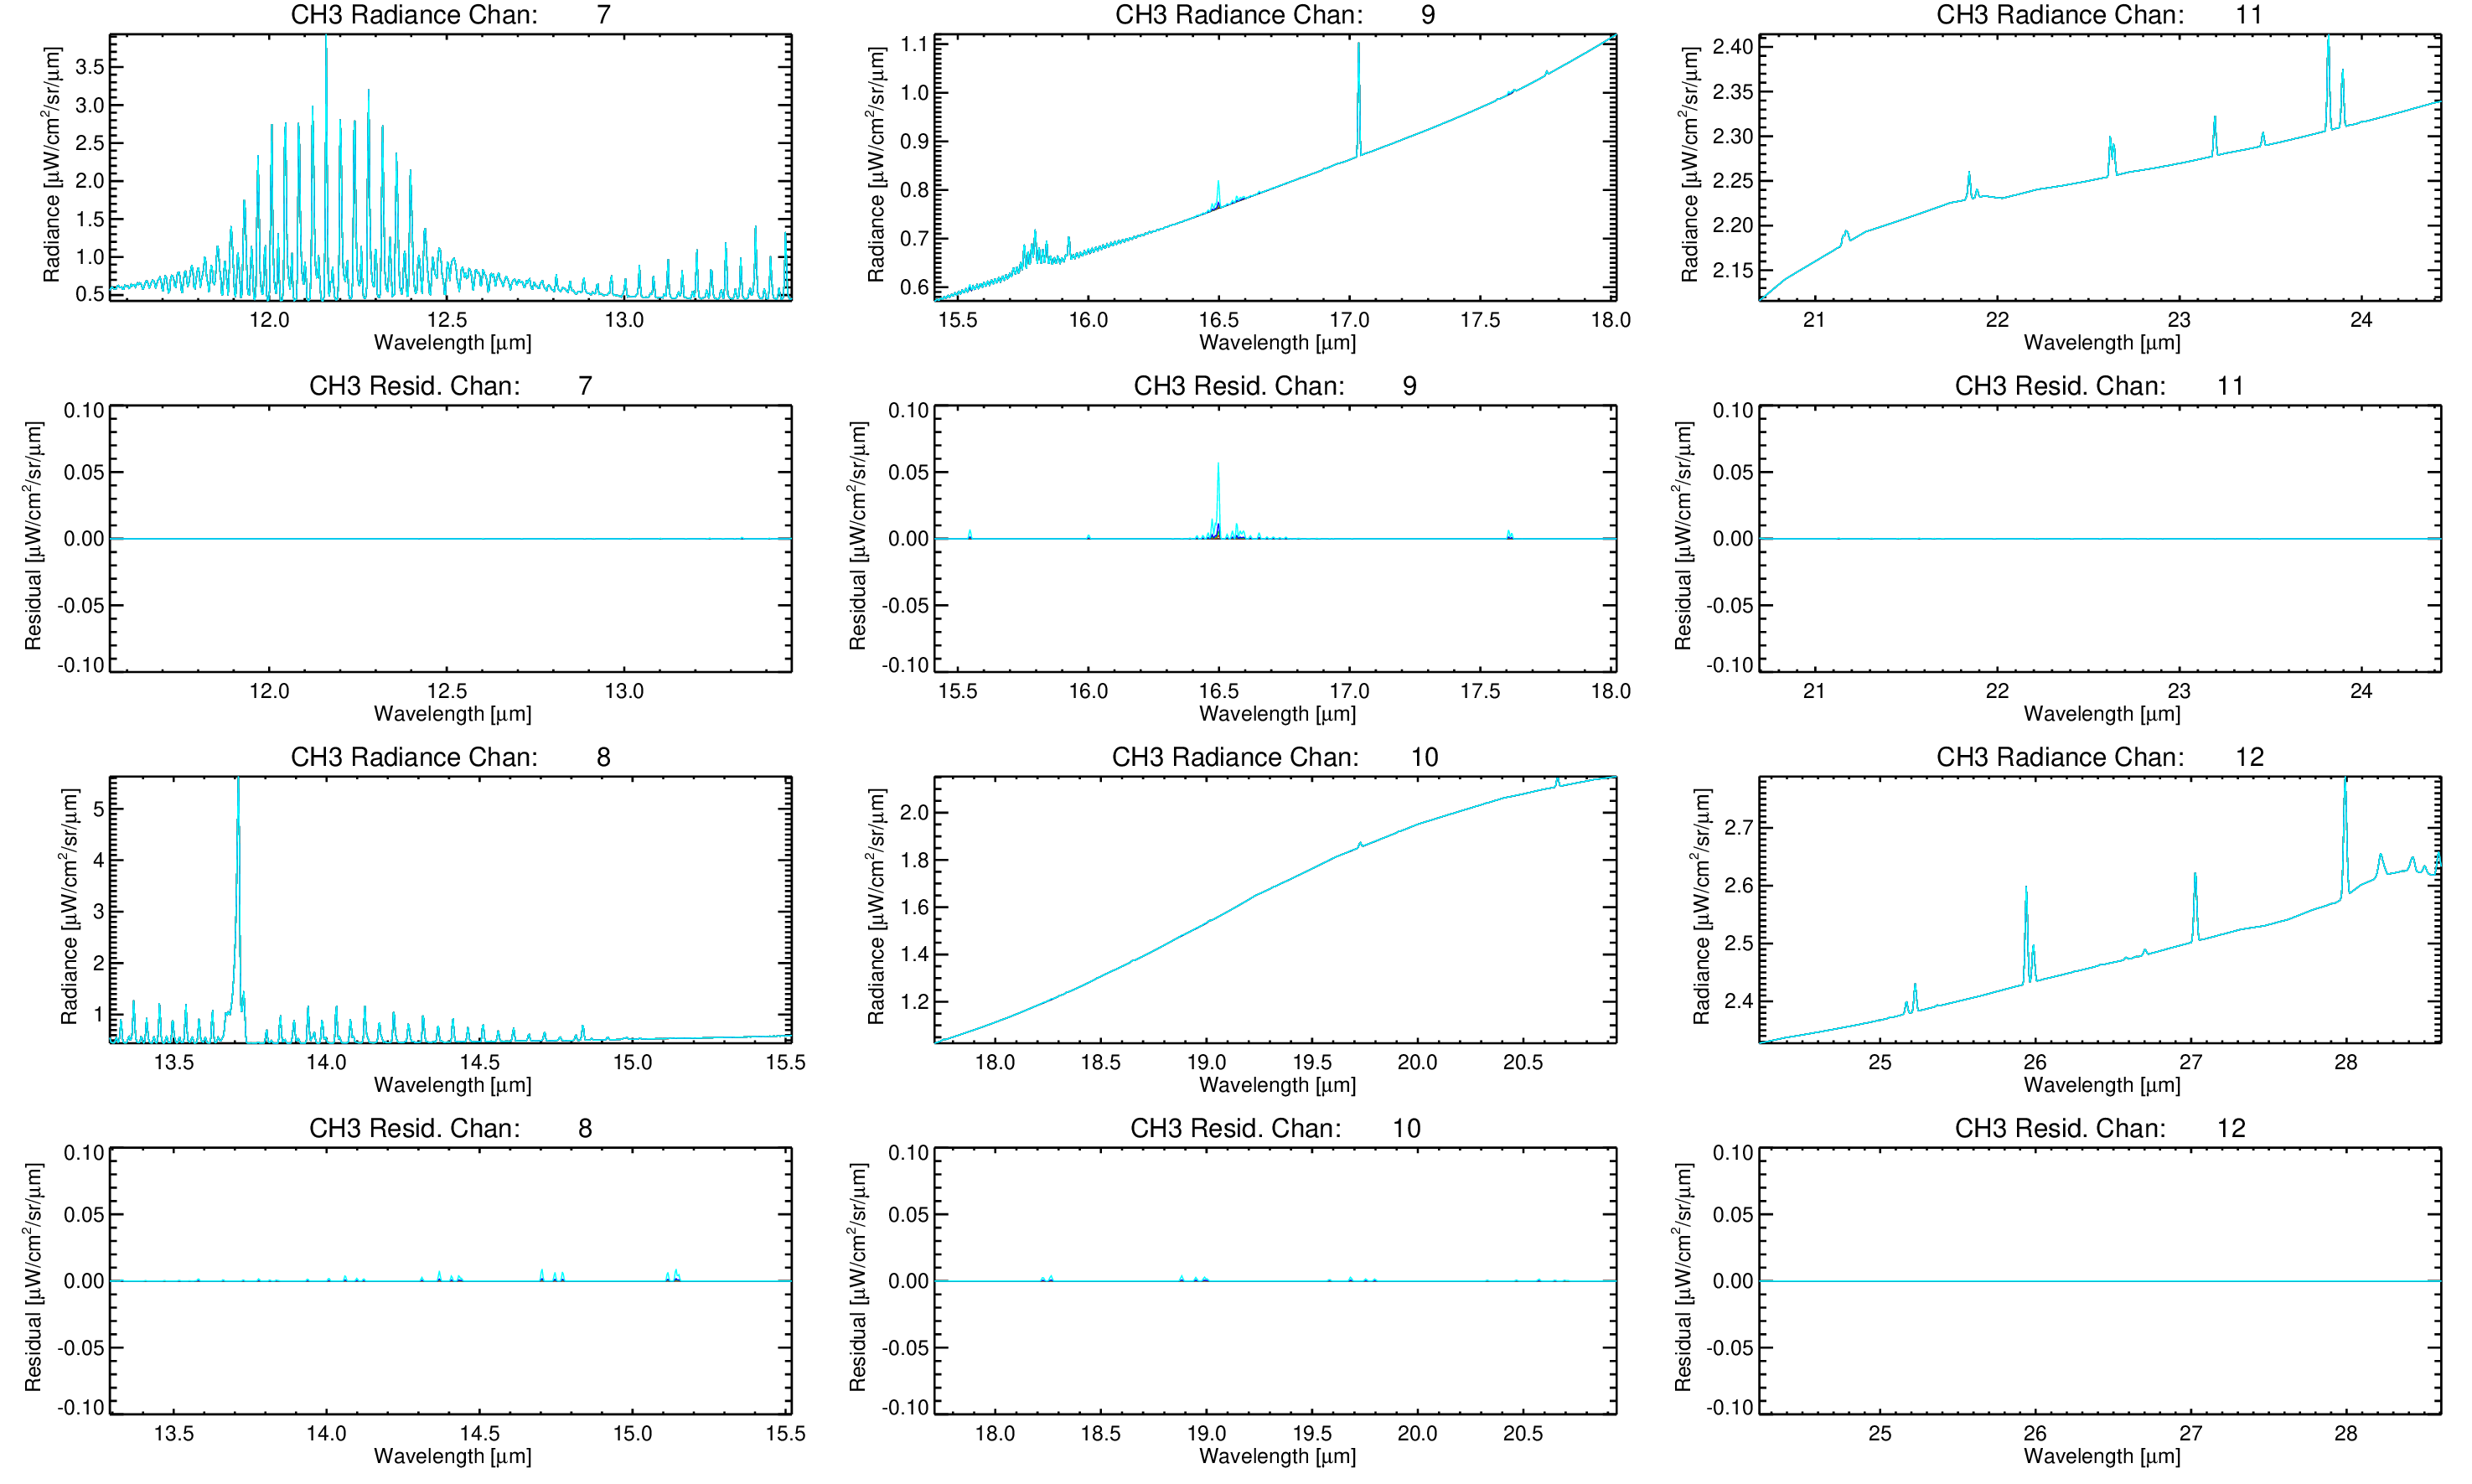 CH3 Radiance Chan: 7
Radiance [μW/cm²/sr/μm]
3.5
3.0
2.5
2.0
1.5
1.0
0.5
12.0 12.5 13.0
Wavelength [μm]
CH3 Radiance Chan: 9
Radiance [μW/cm²/sr/μm]
1.1
1.0
0.9
0.8
0.7
0.6
15.5 16.0 16.5 17.0 17.5 18.0
Wavelength [μm]
CH3 Radiance Chan: 11
Radiance [μW/cm²/sr/μm]
2.40
2.35
2.30
2.25
2.20
2.15
21 22 23 24
Wavelength [μm]
CH3 Resid. Chan: 7
Residual [μW/cm²/sr/μm]
0.10
0.05
0.00
-0.05
-0.10
12.0 12.5 13.0
Wavelength [μm]
CH3 Resid. Chan: 9
Residual [μW/cm²/sr/μm]
0.10
0.05
0.00
-0.05
-0.10
15.5 16.0 16.5 17.0 17.5 18.0
Wavelength [μm]
CH3 Resid. Chan: 11
Residual [μW/cm²/sr/μm]
0.10
0.05
0.00
-0.05
-0.10
21 22 23 24
Wavelength [μm]
CH3 Radiance Chan: 8
Radiance [μW/cm²/sr/μm]
5
4
3
2
1
13.5 14.0 14.5 15.0 15.5
Wavelength [μm]
CH3 Radiance Chan: 10
Radiance [μW/cm²/sr/μm]
2.0
1.8
1.6
1.4
1.2
18.0 18.5 19.0 19.5 20.0 20.5
Wavelength [μm]
CH3 Radiance Chan: 12
Radiance [μW/cm²/sr/μm]
2.7
2.6
2.5
2.4
25 26 27 28
Wavelength [μm]
CH3 Resid. Chan: 8
Residual [μW/cm²/sr/μm]
0.10
0.05
0.00
-0.05
-0.10
13.5 14.0 14.5 15.0 15.5
Wavelength [μm]
CH3 Resid. Chan: 10
Residual [μW/cm²/sr/μm]
0.10
0.05
0.00
-0.05
-0.10
18.0 18.5 19.0 19.5 20.0 20.5
Wavelength [μm]
CH3 Resid. Chan: 12
Residual [μW/cm²/sr/μm]
0.10
0.05
0.00
-0.05
-0.10
25 26 27 28
Wavelength [μm]